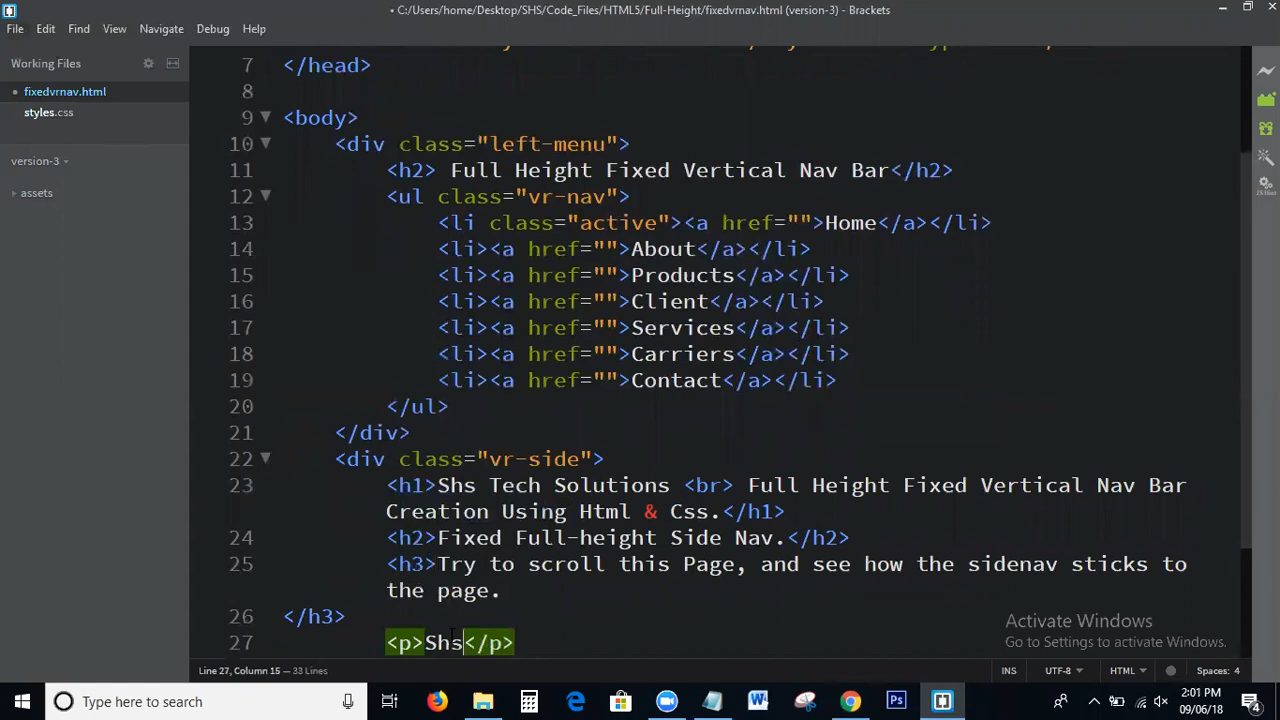 • C:/Users/home/Desktop/SHS/Code_Files/HTML5/Full-Height/fixedvrnav.html (version-3) - Brackets
File Edit Find View Navigate Debug Help
Working Files
• fixedvrnav.html
styles.css
version-3
assets
7 </head>
8
9 <body>
10 <div class="left-menu">
11 <h2> Full Height Fixed Vertical Nav Bar</h2>
12 <ul class="vr-nav">
13 <li class="active"><a href="">Home</a></li>
14 <li><a href="">About</a></li>
15 <li><a href="">Products</a></li>
16 <li><a href="">Client</a></li>
17 <li><a href="">Services</a></li>
18 <li><a href="">Carriers</a></li>
19 <li><a href="">Contact</a></li>
20 </ul>
21 </div>
22 <div class="vr-side">
23 <h1>Shs Tech Solutions <br> Full Height Fixed Vertical Nav Bar
Creation Using Html & Css.</h1>
24 <h2>Fixed Full-height Side Nav.</h2>
25 <h3>Try to scroll this Page, and see how the sidenav sticks to
the page.
26 </h3>
27 <p>Shs</p>
Activate Windows
Go to Settings to activate Windows.
Line 27, Column 15 — 33 Lines
INS UTF-8 HTML Spaces: 4
Type here to search
2:01 PM
09/06/18
4